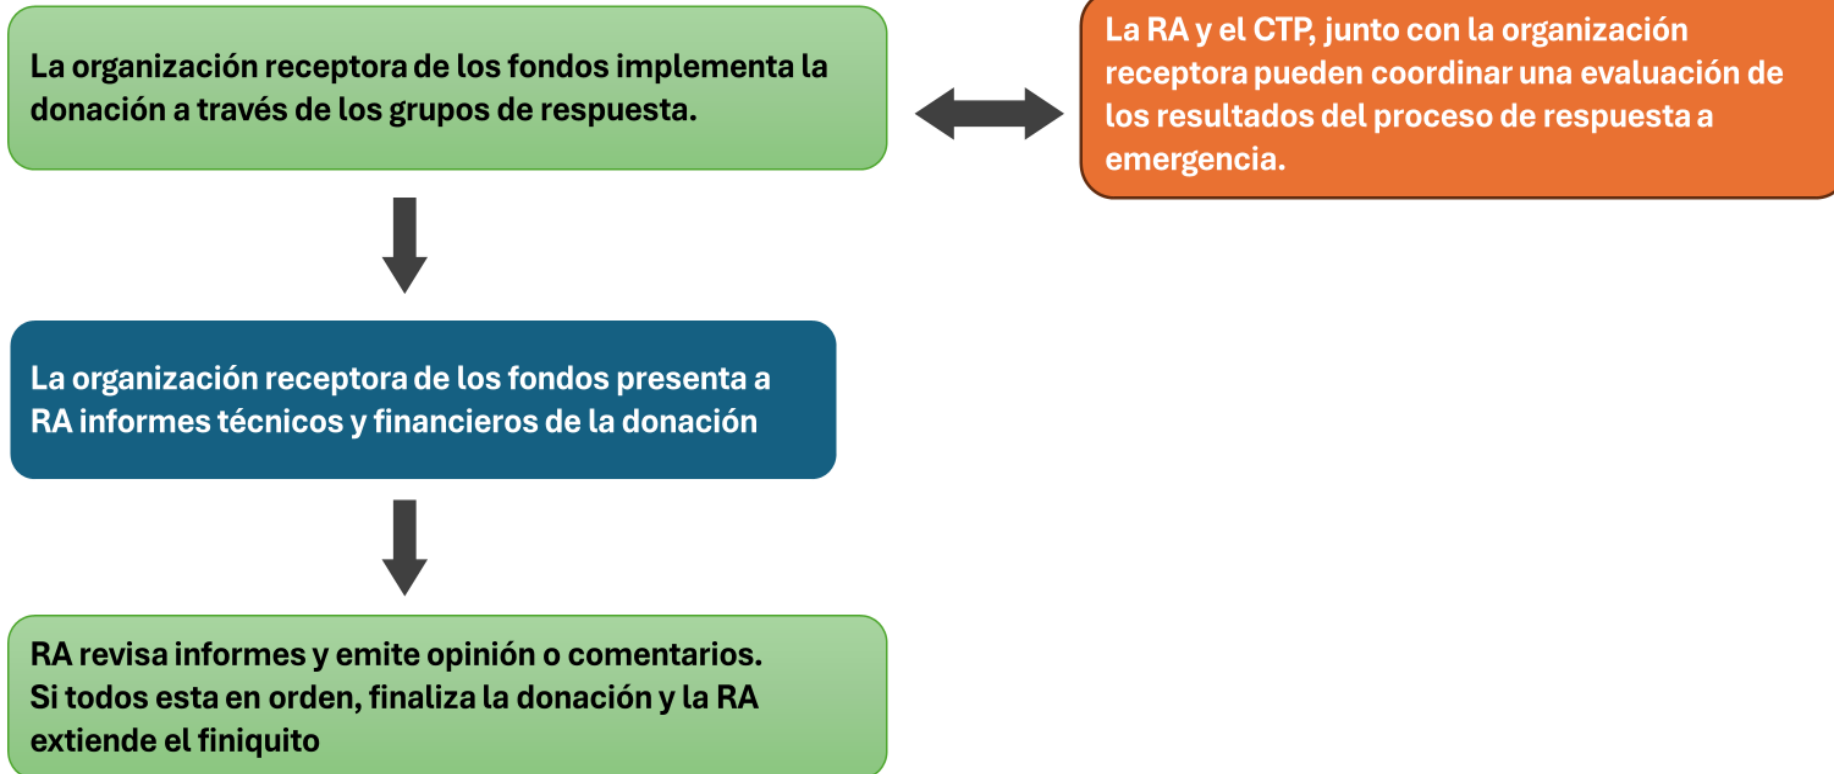 La organización receptora de los fondos implementa la
donación a través de los grupos de respuesta.
La RA y el CTP, junto con la organización
receptora pueden coordinar una evaluación de
los resultados del proceso de respuesta a
emergencia.
La organización receptora de los fondos presenta a
RA informes técnicos y financieros de la donación
RA revisa informes y emite opinión o comentarios.
Si todos esta en orden, finaliza la donación y la RA
extiende el finiquito